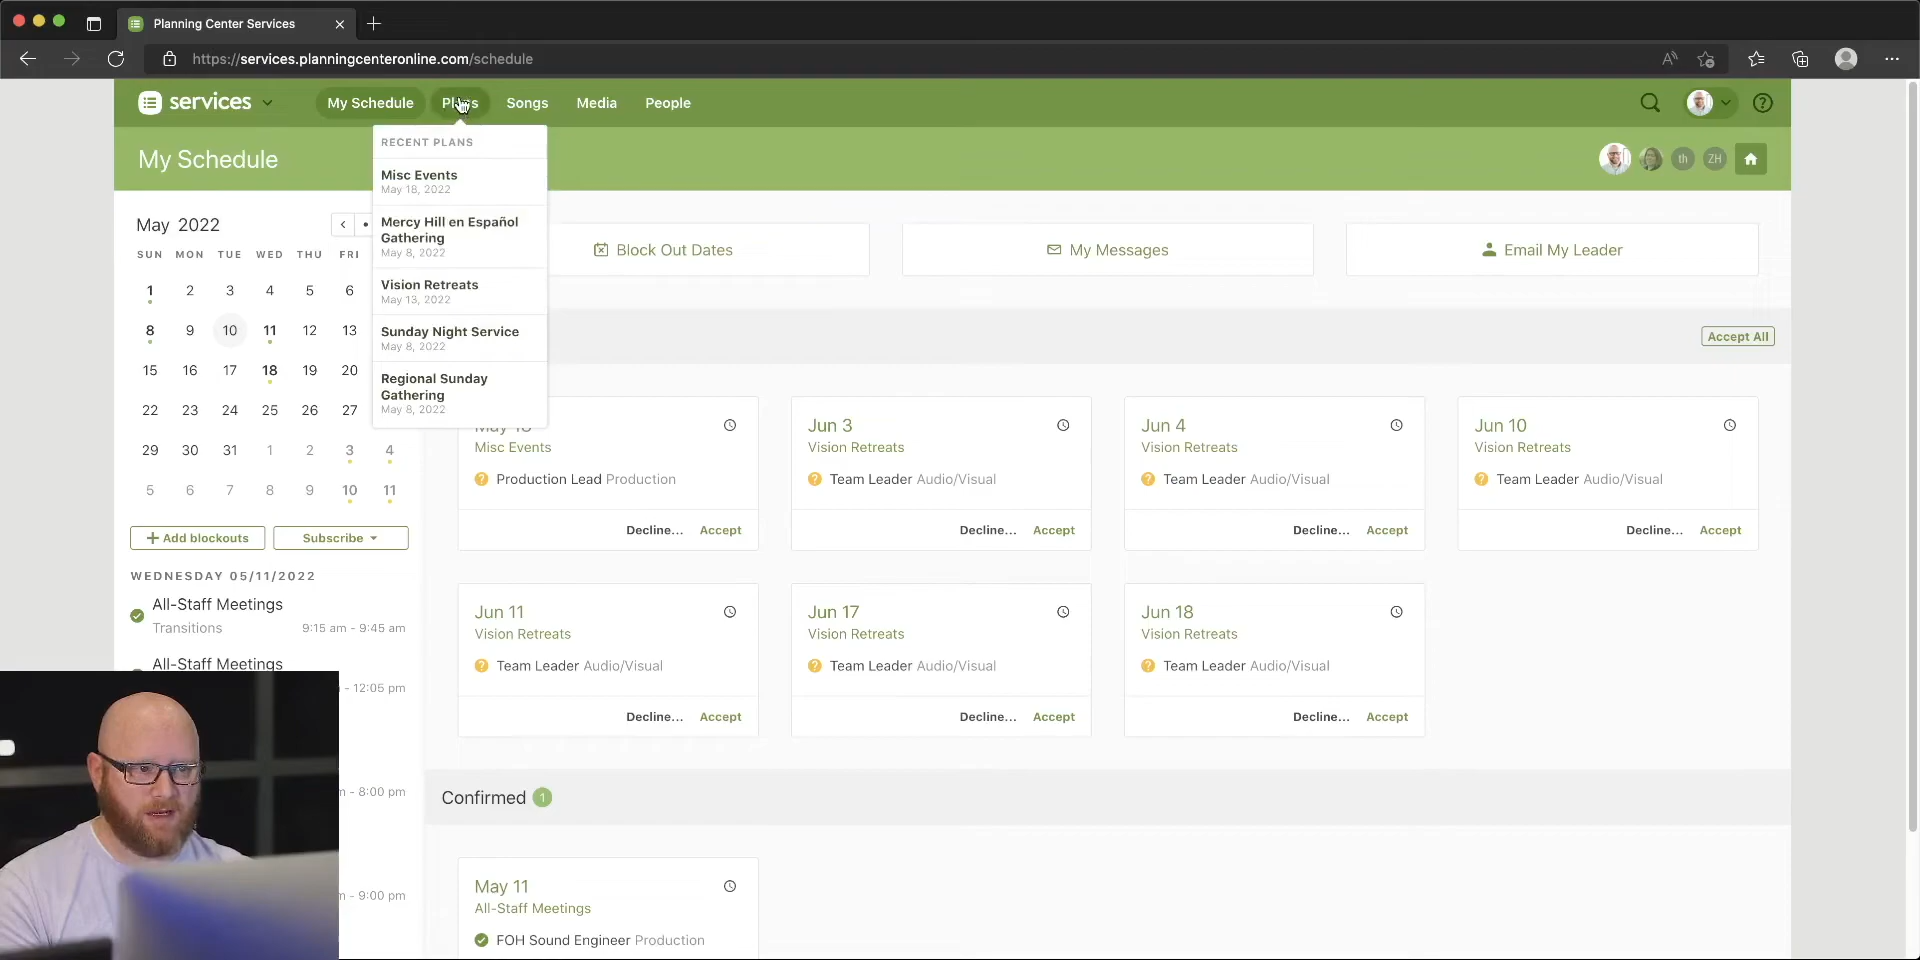 Planning Center Services
https://services.planningcenteronline.com/schedule
services
My Schedule
Plans
Songs
Media
People
My Schedule
th
ZH
RECENT PLANS
Misc Events
May 18, 2022
Mercy Hill en Español
Gathering
May 8, 2022
Vision Retreats
May 13, 2022
Sunday Night Service
May 8, 2022
Regional Sunday
Gathering
May 8, 2022
May 2022
SUN MON TUE WED THU FRI
1 2 3 4 5 6
8 9 10 11 12 13
15 16 17 18 19 20
22 23 24 25 26 27
29 30 31 1 2 3 4
5 6 7 8 9 10 11
Add blockouts
Subscribe
WEDNESDAY 05/11/2022
All-Staff Meetings
Transitions 9:15 am - 9:45 am
All-Staff Meetings
- 12:05 pm
- 8:00 pm
- 9:00 pm
Block Out Dates
My Messages
Email My Leader
Accept All
May 18
Misc Events
Production Lead Production
Decline... Accept
Jun 3
Vision Retreats
Team Leader Audio/Visual
Decline... Accept
Jun 4
Vision Retreats
Team Leader Audio/Visual
Decline... Accept
Jun 10
Vision Retreats
Team Leader Audio/Visual
Decline... Accept
Jun 11
Vision Retreats
Team Leader Audio/Visual
Decline... Accept
Jun 17
Vision Retreats
Team Leader Audio/Visual
Decline... Accept
Jun 18
Vision Retreats
Team Leader Audio/Visual
Decline... Accept
Confirmed 1
May 11
All-Staff Meetings
FOH Sound Engineer Production